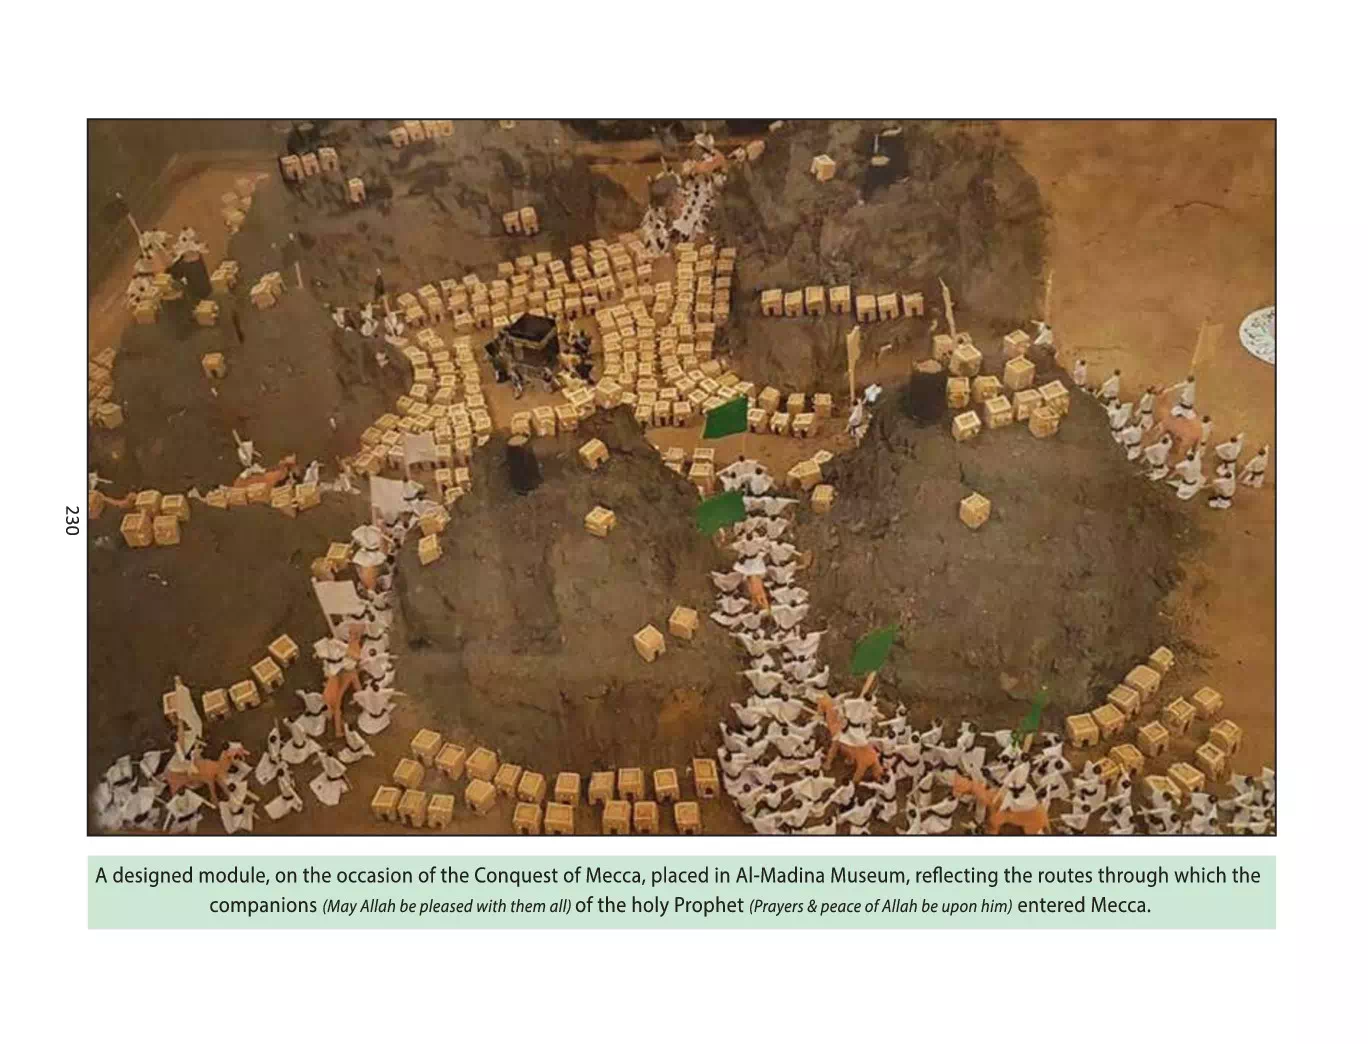 230
A designed module, on the occasion of the Conquest of Mecca, placed in Al-Madina Museum, reflecting the routes through which the
companions (May Allah be pleased with them all) of the holy Prophet (Prayers & peace of Allah be upon him) entered Mecca.